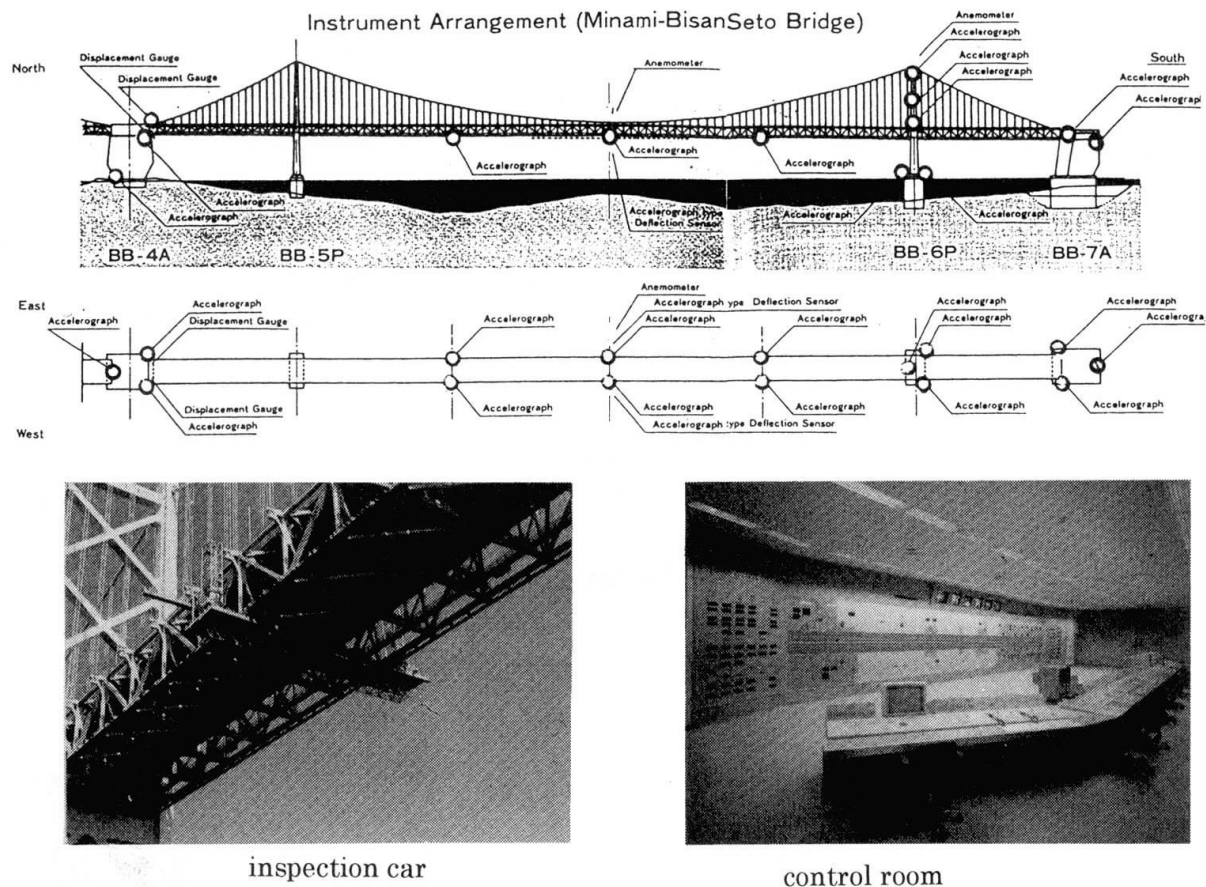 Instrument Arrangement (Minami-BisanSeto Bridge)
North
Displacement Gauge
Displacement Gauge
Anemometer
Anemometer
Accelerograph
Accelerograph
Accelerograph
South
Accelerograph
Accelerograp
Accelerograph
Accelerograph
Accelerograph
Accelerograph
Accelerograph
Accelerograph type
Deflection Sensor
Accelerograph
Accelerograph
BB-4A
BB-5P
BB-6P
BB-7A
East
Accelerograph
Accelerograph
Displacement Gauge
Accelerograph
Anemometer
Accelerograph ype Deflection Sensor
Accelerograph
Accelerograph
Accelerograph
Accelerograph
Accelerograph
Accelerogra
West
Displacement Gauge
Accelerograph
Accelerograph
Accelerograph
Accelerograph type Deflection Sensor
Accelerograph
Accelerograph
Accelerograph
inspection car
control room